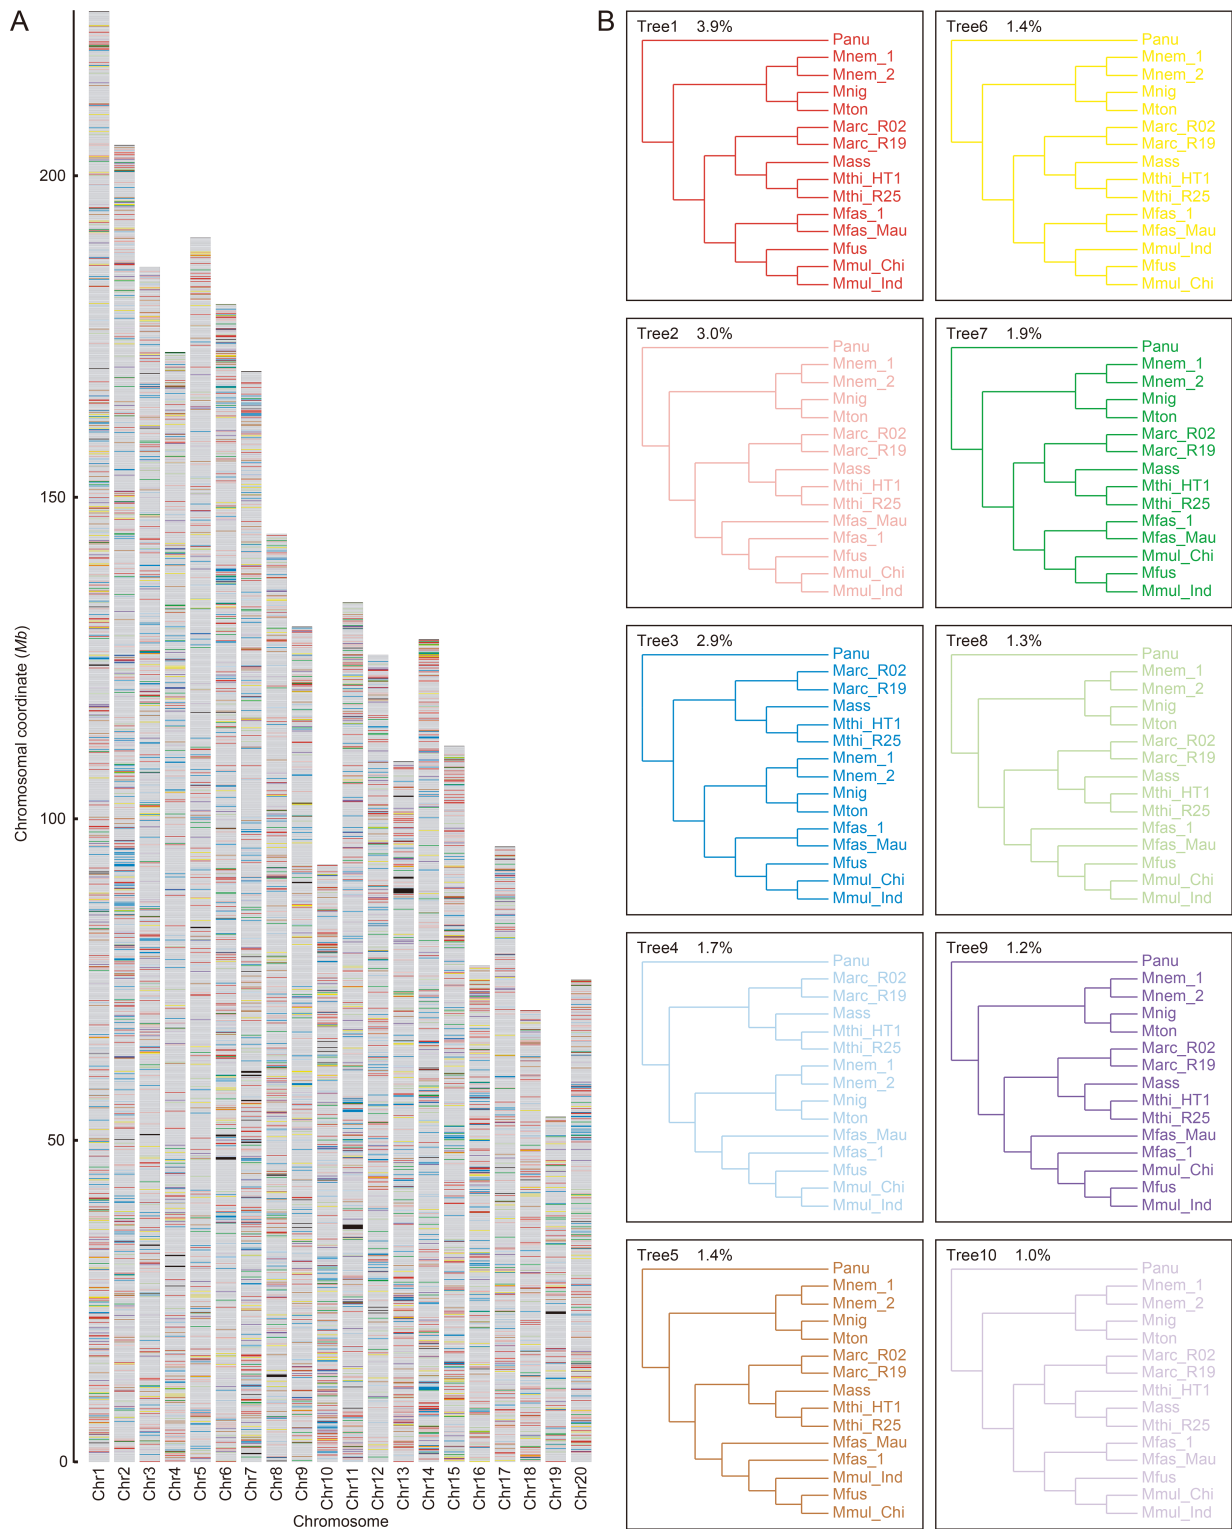 A
200
150
100
50
0
Chromosomal coordinate (Mb)
Chr1
Chr2
Chr3
Chr4
Chr5
Chr6
Chr7
Chr8
Chr9
Chr10
Chr11
Chr12
Chr13
Chr14
Chr15
Chr16
Chr17
Chr18
Chr19
Chr20
Chromosome
B
Tree1 3.9%
Panu
Mnem_1
Mnem_2
Mnig
Mton
Marc_R02
Marc_R19
Mass
Mthi_HT1
Mthi_R25
Mfas_1
Mfas_Mau
Mfus
Mmul_Chi
Mmul_Ind
Tree6 1.4%
Panu
Mnem_1
Mnem_2
Mnig
Mton
Marc_R02
Marc_R19
Mass
Mthi_HT1
Mthi_R25
Mfas_1
Mfas_Mau
Mmul_Ind
Mfus
Mmul_Chi
Tree2 3.0%
Panu
Mnem_1
Mnem_2
Mnig
Mton
Marc_R02
Marc_R19
Mass
Mthi_HT1
Mthi_R25
Mfas_Mau
Mfas_1
Mfus
Mmul_Chi
Mmul_Ind
Tree7 1.9%
Panu
Mnem_1
Mnem_2
Mnig
Mton
Marc_R02
Marc_R19
Mass
Mthi_HT1
Mthi_R25
Mfas_1
Mfas_Mau
Mmul_Chi
Mfus
Mmul_Ind
Tree3 2.9%
Panu
Marc_R02
Marc_R19
Mass
Mthi_HT1
Mthi_R25
Mnem_1
Mnem_2
Mnig
Mton
Mfas_1
Mfas_Mau
Mfus
Mmul_Chi
Mmul_Ind
Tree8 1.3%
Panu
Mnem_1
Mnem_2
Mnig
Mton
Marc_R02
Marc_R19
Mass
Mthi_HT1
Mthi_R25
Mfas_1
Mfas_Mau
Mfus
Mmul_Chi
Mmul_Ind
Tree4 1.7%
Panu
Marc_R02
Marc_R19
Mass
Mthi_HT1
Mthi_R25
Mnem_1
Mnem_2
Mnig
Mton
Mfas_Mau
Mfas_1
Mfus
Mmul_Chi
Mmul_Ind
Tree9 1.2%
Panu
Mnem_1
Mnem_2
Mnig
Mton
Marc_R02
Marc_R19
Mass
Mthi_HT1
Mthi_R25
Mfas_Mau
Mfas_1
Mmul_Chi
Mfus
Mmul_Ind
Tree5 1.4%
Panu
Mnem_1
Mnem_2
Mnig
Mton
Marc_R02
Marc_R19
Mass
Mthi_HT1
Mthi_R25
Mfas_Mau
Mfas_1
Mmul_Ind
Mfus
Mmul_Chi
Tree10 1.0%
Panu
Mnem_1
Mnem_2
Mnig
Mton
Marc_R02
Marc_R19
Mthi_HT1
Mass
Mthi_R25
Mfas_1
Mfas_Mau
Mfus
Mmul_Chi
Mmul_Ind